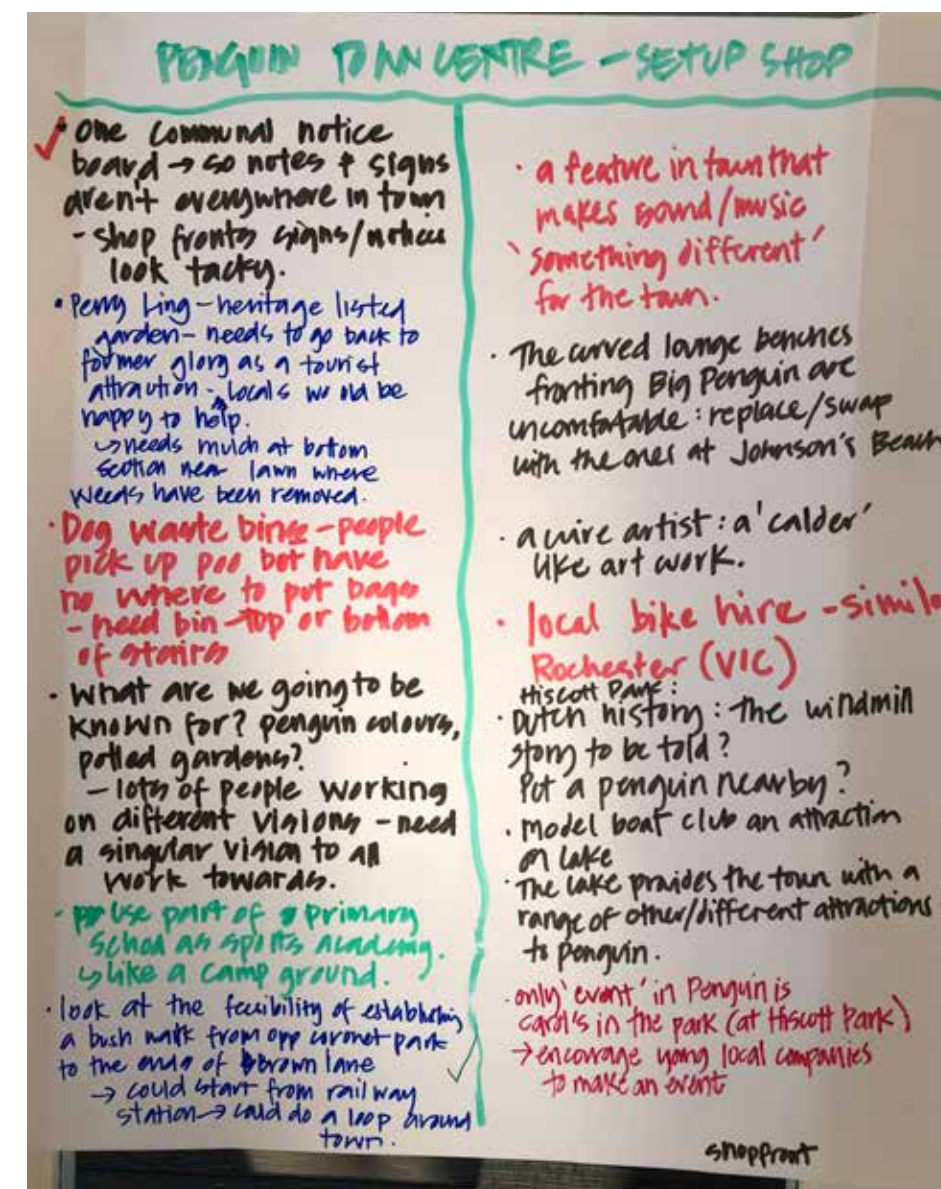 PENGUIN TOWN CENTRE - SETUP SHOP
• One communal notice
board → so notes & signs
aren't everywhere in town
- shop fronts signs/notices
look tacky.
• Perry Ling - heritage listed
garden - needs to go back to
former glory as a tourist
attraction - locals would be
happy to help.
↳ needs mulch at bottom
section near lawn where
weeds have been removed.
• Dog waste bins - people
pick up poo but have
no where to put bags
- need bin - top or bottom
of stairs
• What are we going to be
known for? penguin colours,
potted gardens?
- lots of people working
on different visions - need
a singular vision to all
work towards.
• use part of primary
school as sports academy.
↳ like a camp ground.
• look at the feasibility of establishing
a bush walk from opp coronet park
to the end of Brown lane
→ could start from railway
station → could do a loop around
town.
• a feature in town that
makes sound/music
'something different'
for the town.
• The curved lounge benches
fronting Big Penguin are
uncomfortable: replace/swap
with the ones at Johnson's Beach
• a wire artist: a 'calder'
like art work.
• local bike hire - simila
Rochester (VIC)
Hiscott Park:
• Dutch history: the windmill
story to be told?
Put a penguin nearby?
• model boat club an attraction
on lake
• The lake provides the town with a
range of other/different attractions
to penguin.
• only 'event' in Penguin is
carol's in the park (at Hiscott Park)
→ encourage young local companies
to make an event
shopfront